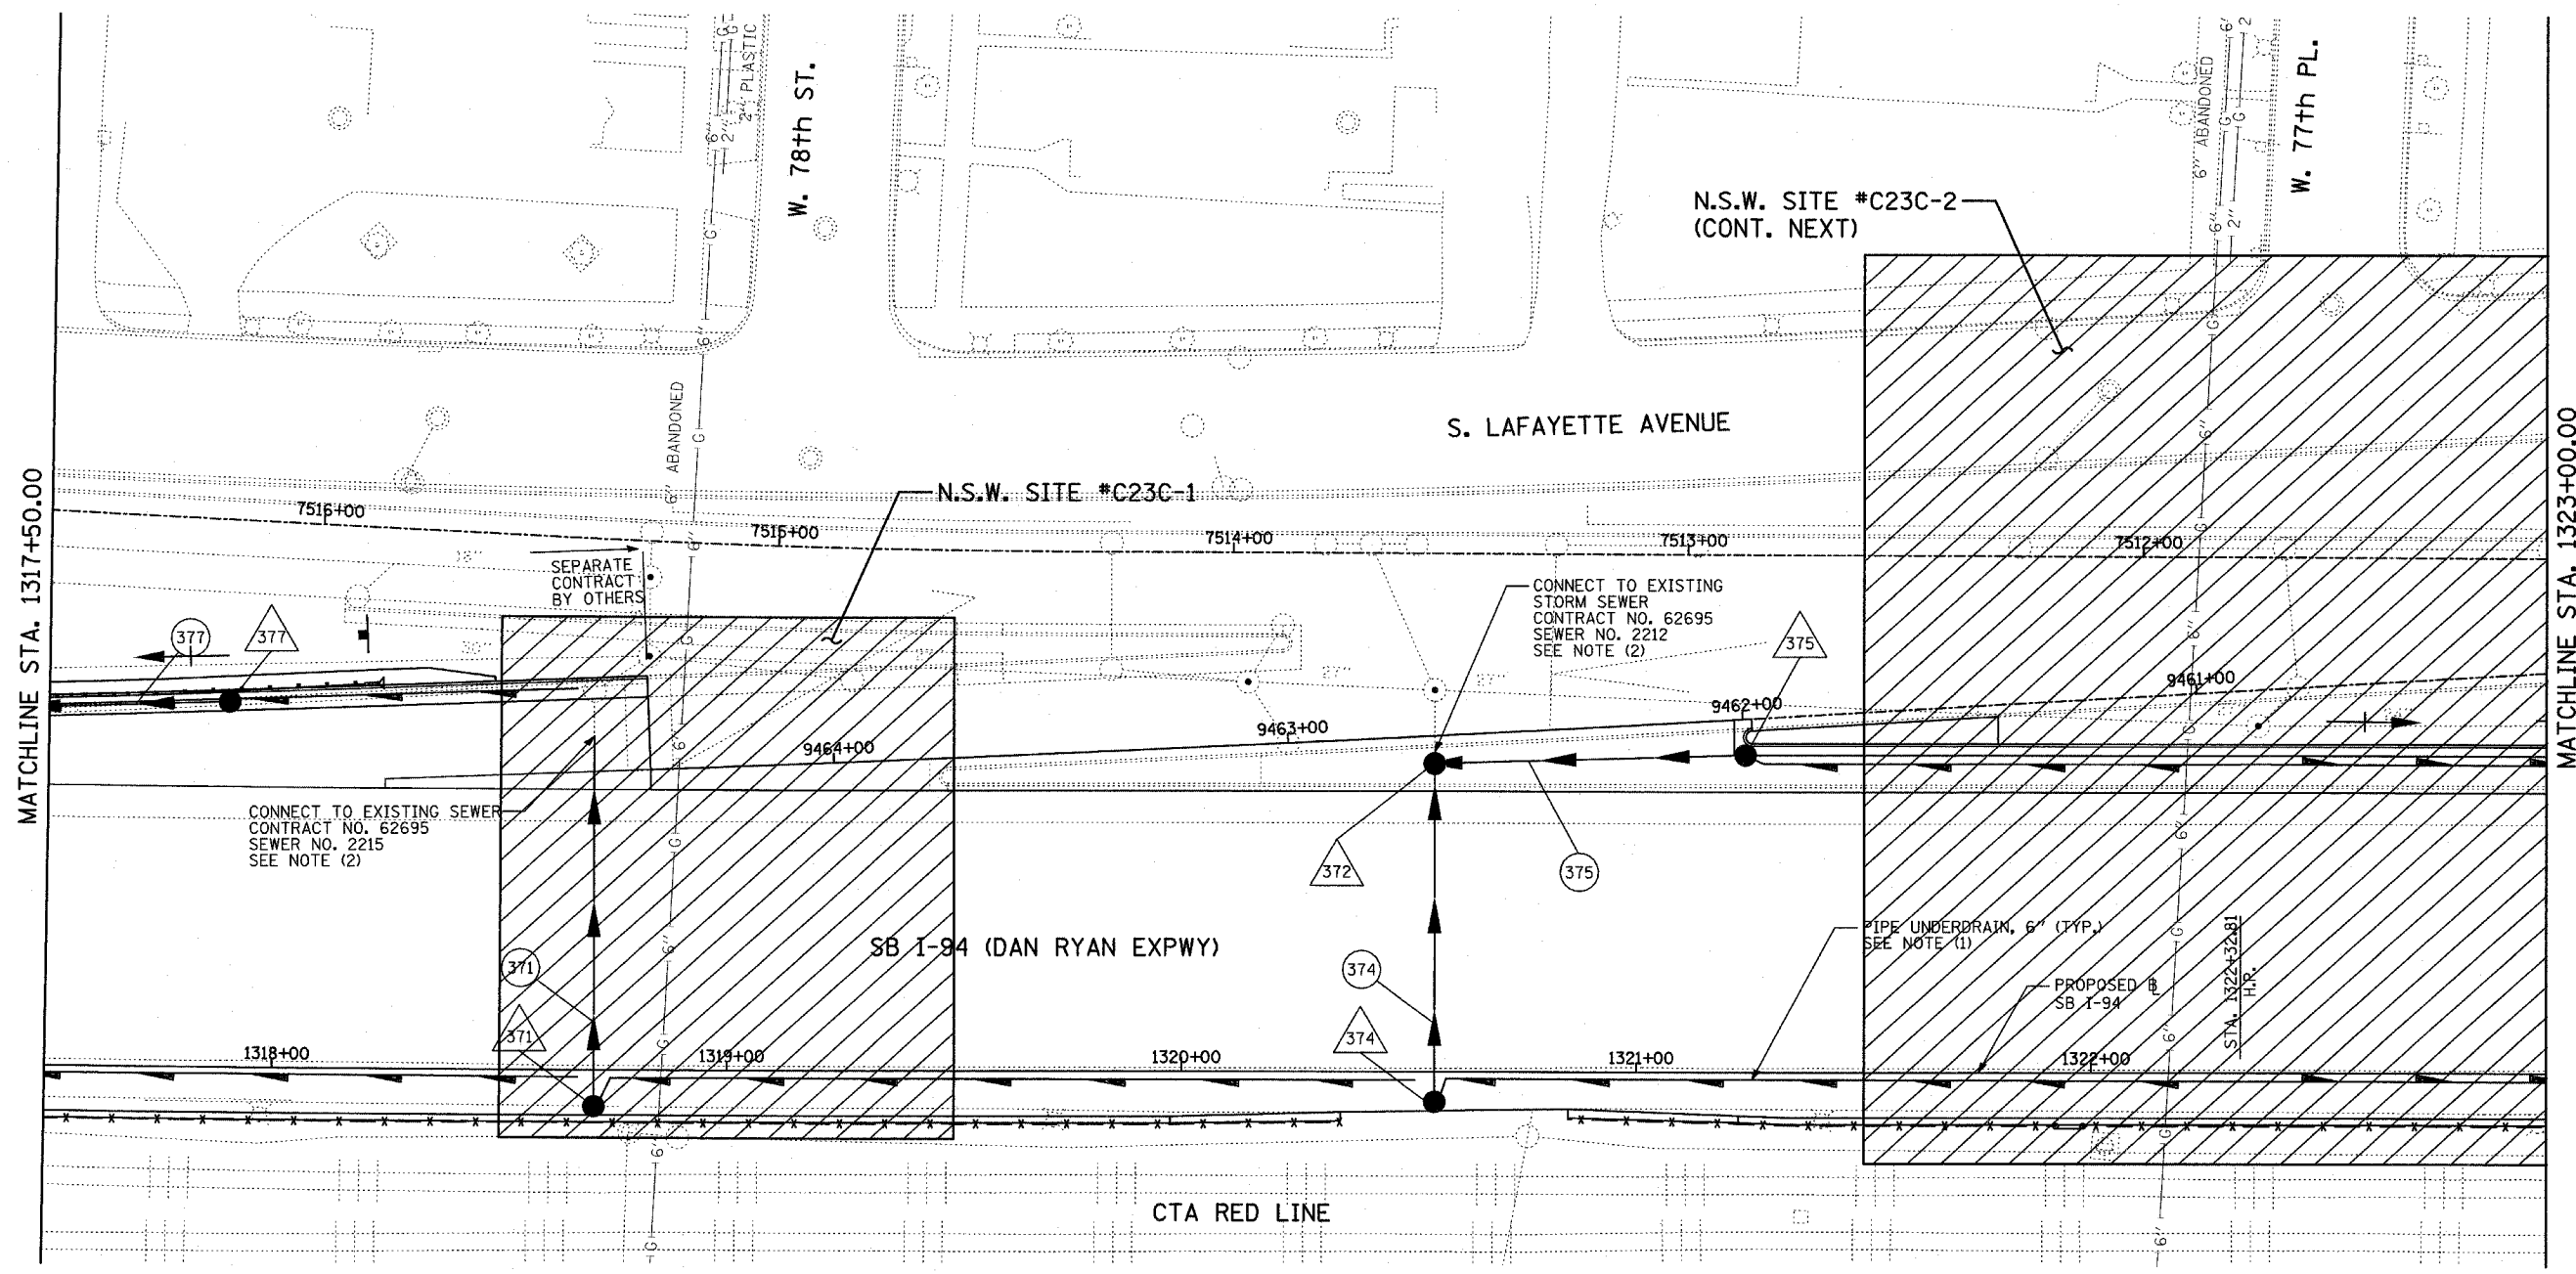 2" PLASTIC
W. 78th ST.
6" ABANDONED
W. 77th PL.
N.S.W. SITE #C23C-2
(CONT. NEXT)
6" ABANDONED
S. LAFAYETTE AVENUE
N.S.W. SITE #C23C-1
MATCHLINE STA. 1317+50.00
MATCHLINE STA. 1323+00.00
7516+00
7515+00
7514+00
7513+00
7512+00
SEPARATE
CONTRACT
BY OTHERS
CONNECT TO EXISTING
STORM SEWER
CONTRACT NO. 62695
SEWER NO. 2212
SEE NOTE (2)
377
377
375
9464+00
9463+00
9462+00
9461+00
CONNECT TO EXISTING SEWER
CONTRACT NO. 62695
SEWER NO. 2215
SEE NOTE (2)
372
375
SB I-94 (DAN RYAN EXPWY)
PIPE UNDERDRAIN, 6" (TYP.)
SEE NOTE (1)
371
374
PROPOSED ℄
SB I-94
STA. 1322+32.81
H.P.
371
374
1318+00
1319+00
1320+00
1321+00
1322+00
CTA RED LINE